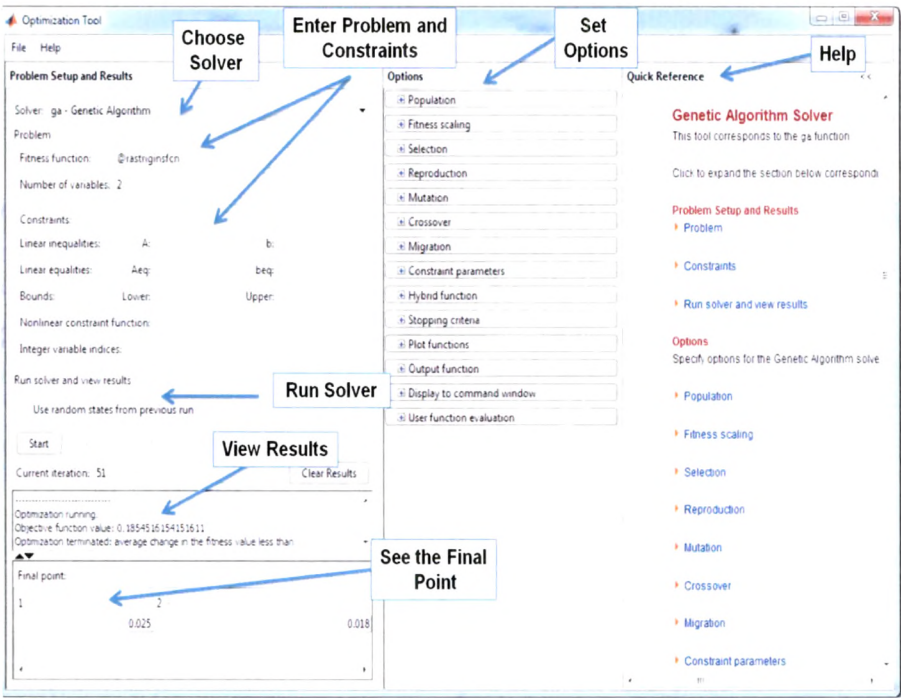 Optimization Tool
File Help
Choose Solver
Enter Problem and Constraints
Set Options
Help
Problem Setup and Results
Solver: ga - Genetic Algorithm
Problem
Fitness function: @rastriginsfcn
Number of variables: 2
Constraints:
Linear inequalities: A: b:
Linear equalities: Aeq: beq:
Bounds: Lower: Upper:
Nonlinear constraint function:
Integer variable indices:
Run solver and view results
Run Solver
Use random states from previous run
Start
View Results
Current iteration: 51
Clear Results
Optimization running.
Objective function value: 0.1854516154151611
Optimization terminated: average change in the fitness value less than
See the Final Point
Final point:
1 2
0.025 0.018
Options
Population
Fitness scaling
Selection
Reproduction
Mutation
Crossover
Migration
Constraint parameters
Hybrid function
Stopping criteria
Plot functions
Output function
Display to command window
User function evaluation
Quick Reference <<
Genetic Algorithm Solver
This tool corresponds to the ga function
Click to expand the section below correspondi
Problem Setup and Results
Problem
Constraints
Run solver and view results
Options
Specify options for the Genetic Algorithm solve
Population
Fitness scaling
Selection
Reproduction
Mutation
Crossover
Migration
Constraint parameters